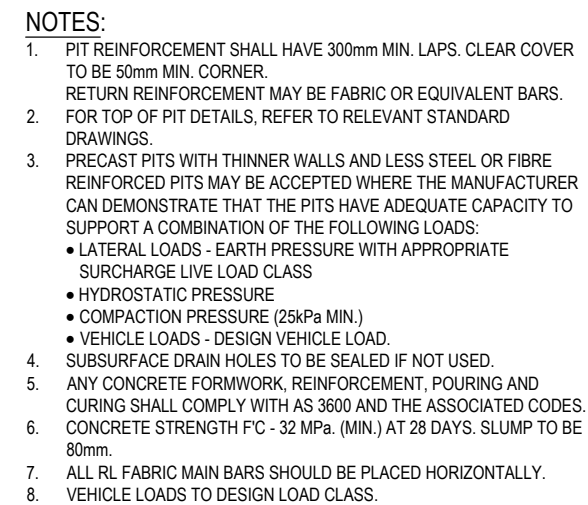 NOTES:
1. PIT REINFORCEMENT SHALL HAVE 300mm MIN. LAPS. CLEAR COVER
TO BE 50mm MIN. CORNER.
RETURN REINFORCEMENT MAY BE FABRIC OR EQUIVALENT BARS.
2. FOR TOP OF PIT DETAILS, REFER TO RELEVANT STANDARD
DRAWINGS.
3. PRECAST PITS WITH THINNER WALLS AND LESS STEEL OR FIBRE
REINFORCED PITS MAY BE ACCEPTED WHERE THE MANUFACTURER
CAN DEMONSTRATE THAT THE PITS HAVE ADEQUATE CAPACITY TO
SUPPORT A COMBINATION OF THE FOLLOWING LOADS:
• LATERAL LOADS - EARTH PRESSURE WITH APPROPRIATE
SURCHARGE LIVE LOAD CLASS
• HYDROSTATIC PRESSURE
• COMPACTION PRESSURE (25kPa MIN.)
• VEHICLE LOADS - DESIGN VEHICLE LOAD.
4. SUBSURFACE DRAIN HOLES TO BE SEALED IF NOT USED.
5. ANY CONCRETE FORMWORK, REINFORCEMENT, POURING AND
CURING SHALL COMPLY WITH AS 3600 AND THE ASSOCIATED CODES.
6. CONCRETE STRENGTH F'C - 32 MPa. (MIN.) AT 28 DAYS. SLUMP TO BE
80mm.
7. ALL RL FABRIC MAIN BARS SHOULD BE PLACED HORIZONTALLY.
8. VEHICLE LOADS TO DESIGN LOAD CLASS.